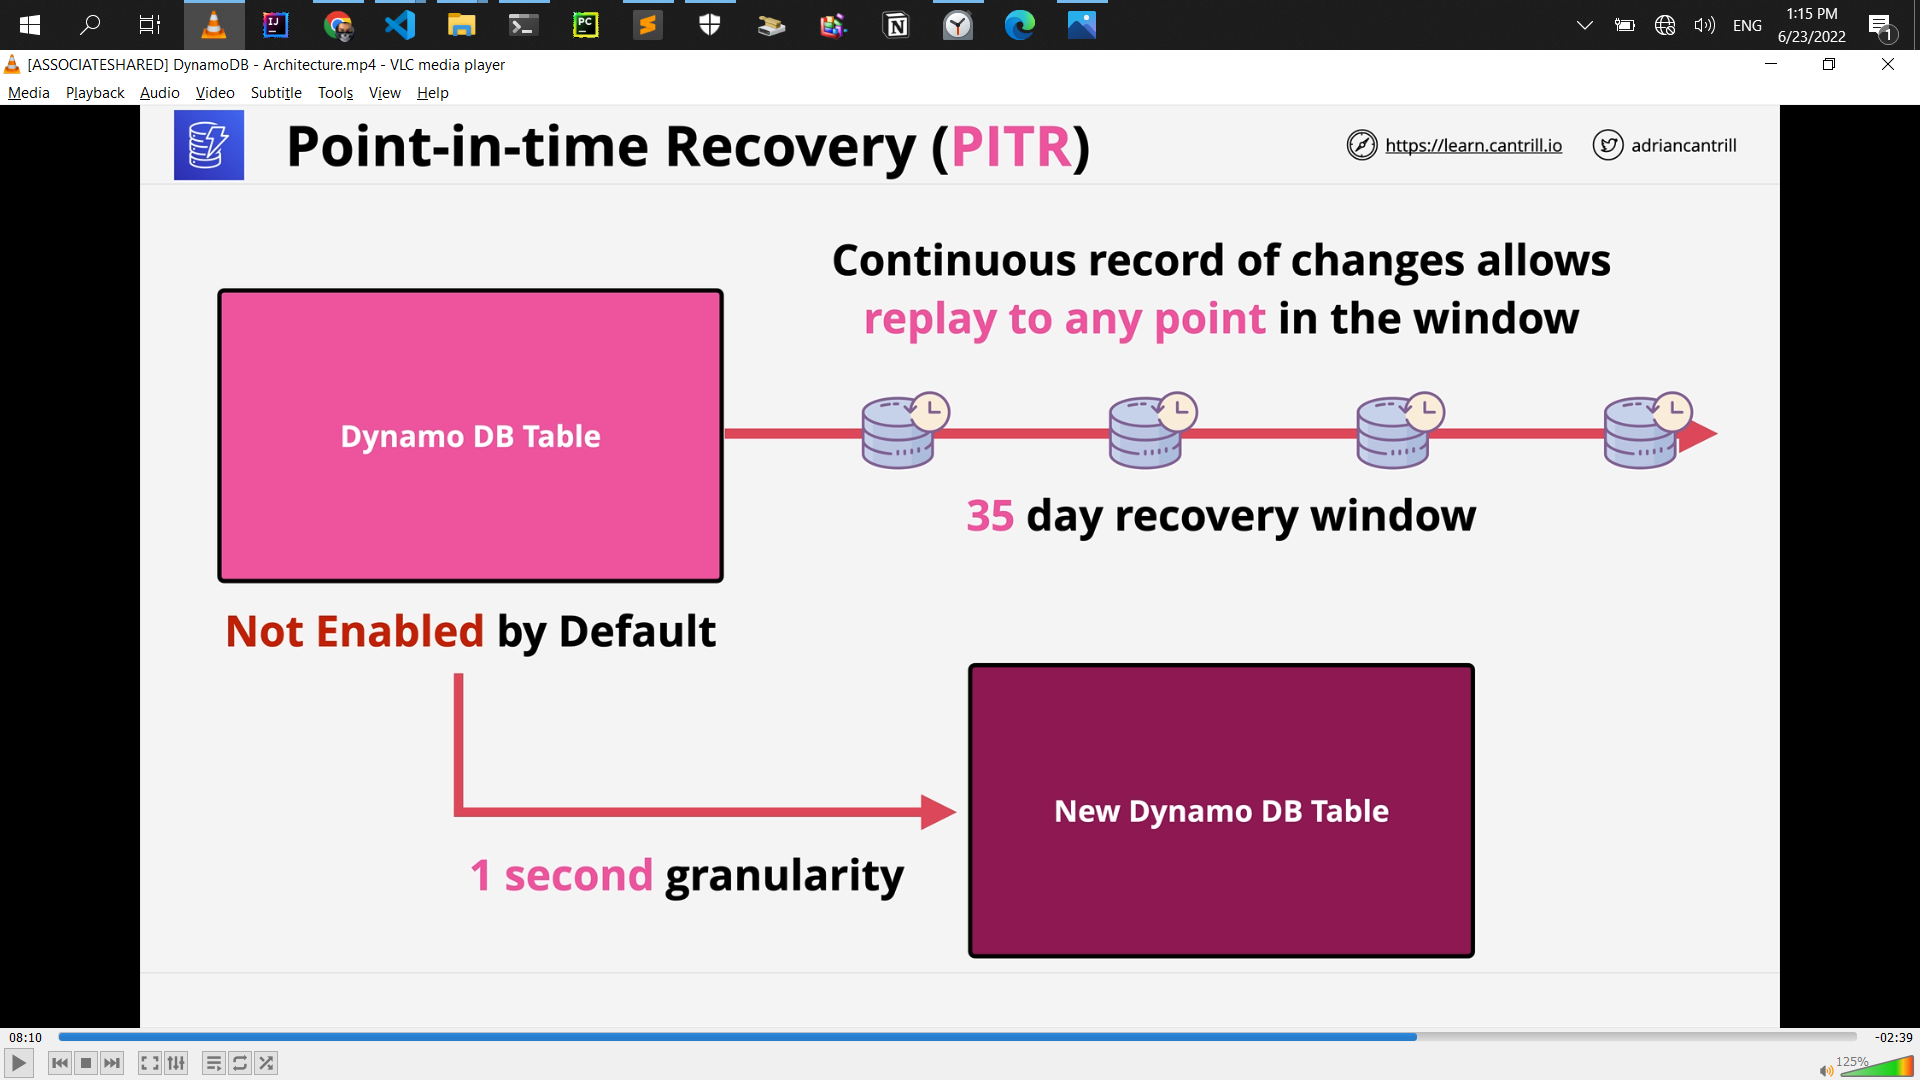 IJ
PC
N
ENG
1:15 PM
6/23/2022
1
[ASSOCIATESHARED] DynamoDB - Architecture.mp4 - VLC media player
Media Playback Audio Video Subtitle Tools View Help
Point-in-time Recovery (PITR)
https://learn.cantrill.io
adriancantrill
Continuous record of changes allows
replay to any point in the window
Dynamo DB Table
35 day recovery window
Not Enabled by Default
New Dynamo DB Table
1 second granularity
08:10
-02:39
125%